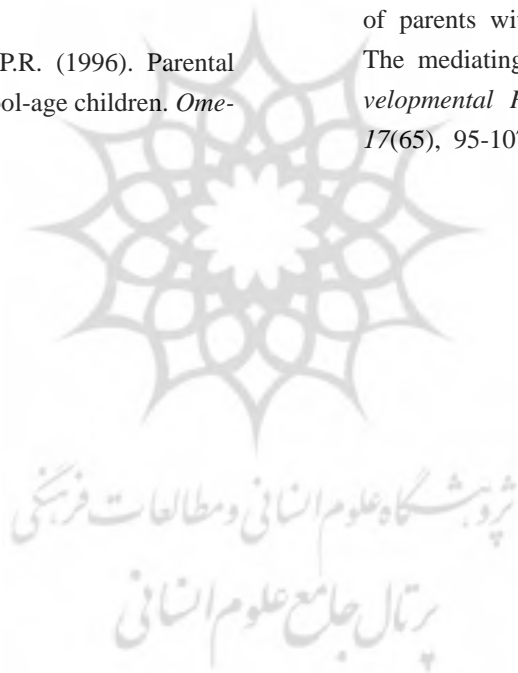 P.R. (1996). Parental
ol-age children. Ome-
of parents wi
The mediating
velopmental
17(65), 95-107
پژوهشگاه علوم انسانی و مطالعات فرهنگی
پرتال جامع علوم انسانی